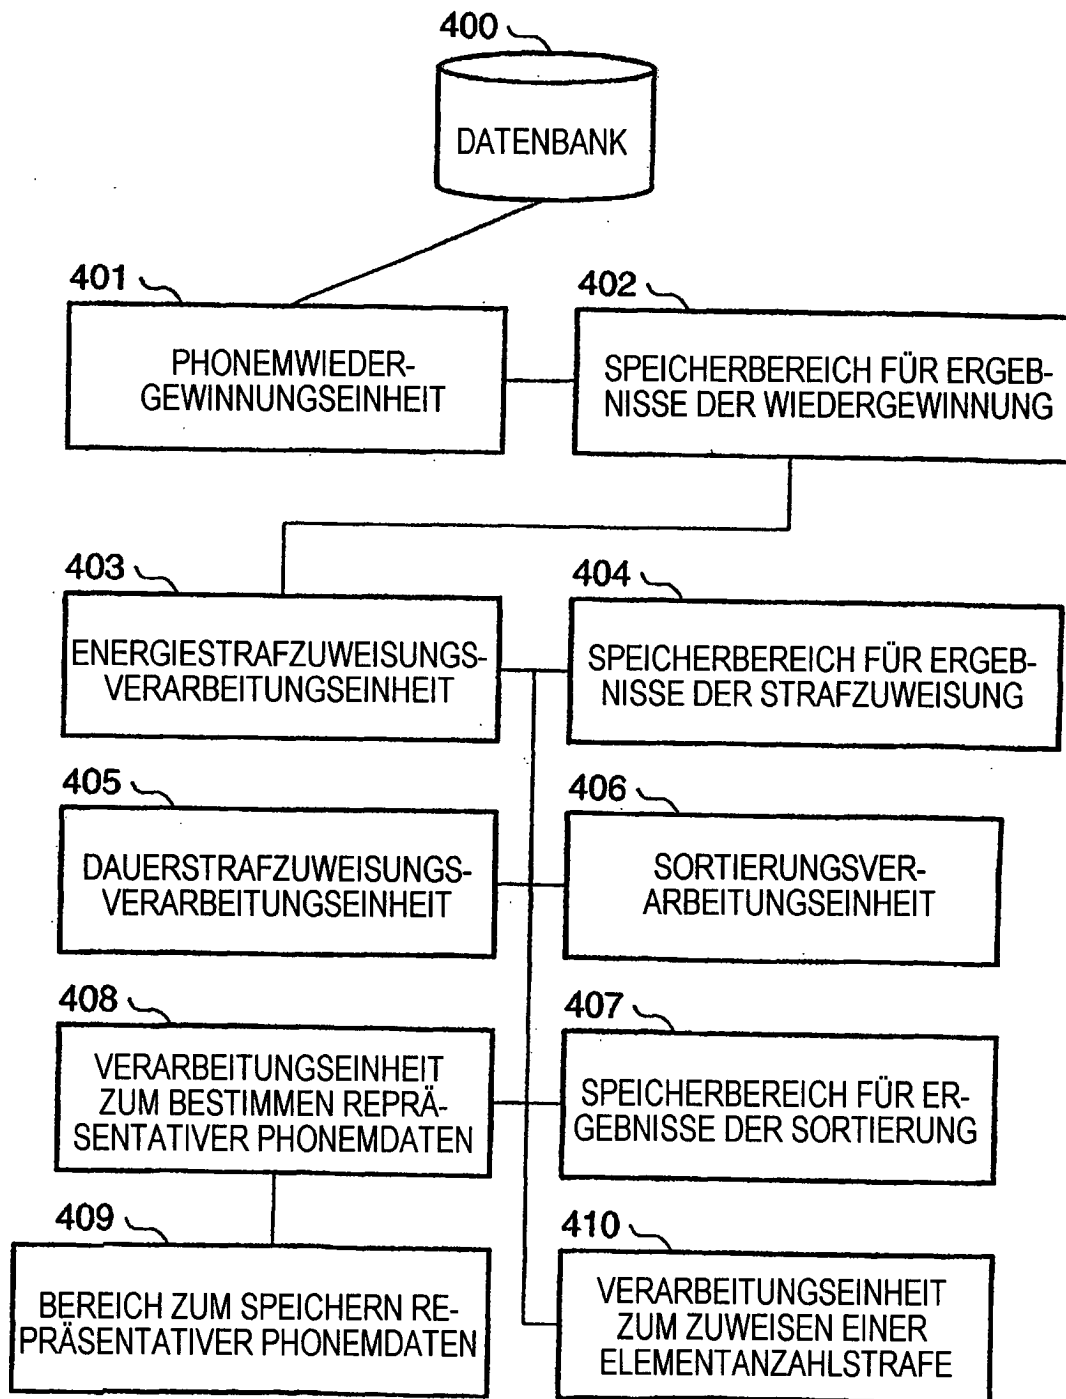 400
DATENBANK
401
PHONEMWIEDER-
GEWINNUNGSEINHEIT
402
SPEICHERBEREICH FÜR ERGEB-
NISSE DER WIEDERGEWINNUNG
403
ENERGIESTRAFZUWEISUNGS-
VERARBEITUNGSEINHEIT
404
SPEICHERBEREICH FÜR ERGEB-
NISSE DER STRAFZUWEISUNG
405
DAUERSTRAFZUWEISUNGS-
VERARBEITUNGSEINHEIT
406
SORTIERUNGSVER-
ARBEITUNGSEINHEIT
408
VERARBEITUNGSEINHEIT
ZUM BESTIMMEN REPRÄ-
SENTATIVER PHONEMDATEN
407
SPEICHERBEREICH FÜR ER-
GEBNISSE DER SORTIERUNG
409
BEREICH ZUM SPEICHERN RE-
PRÄSENTATIVER PHONEMDATEN
410
VERARBEITUNGSEINHEIT
ZUM ZUWEISEN EINER
ELEMENTANZAHLSTRAFE